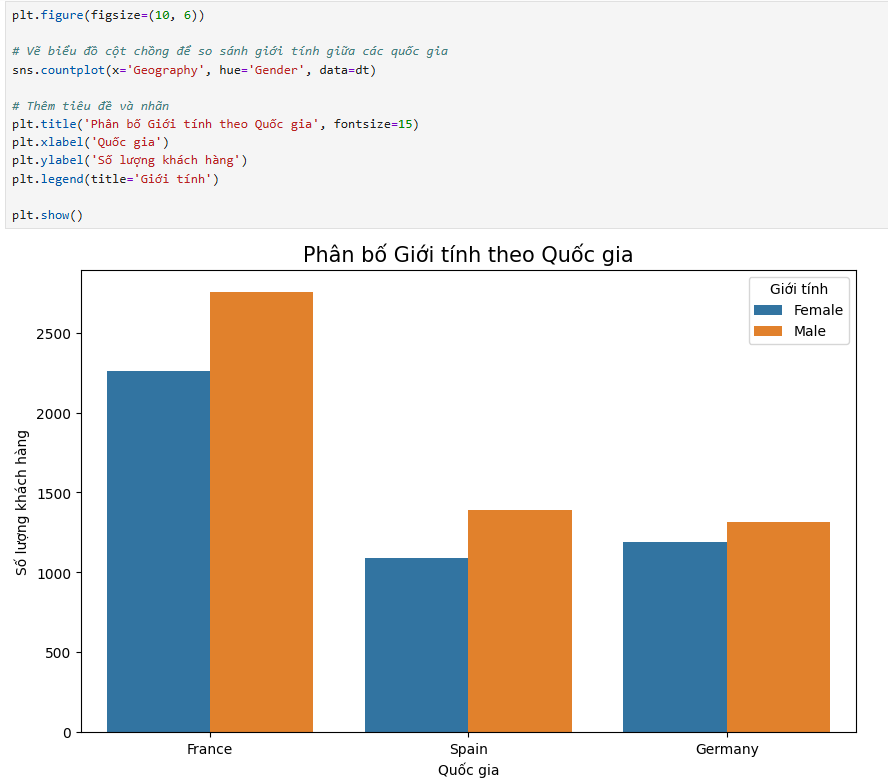 plt.figure(figsize=(10, 6))
# Vẽ biểu đồ cột chồng để so sánh giới tính giữa các quốc gia
sns.countplot(x='Geography', hue='Gender', data=dt)
# Thêm tiêu đề và nhãn
plt.title('Phân bố Giới tính theo Quốc gia', fontsize=15)
plt.xlabel('Quốc gia')
plt.ylabel('Số lượng khách hàng')
plt.legend(title='Giới tính')
plt.show()
Phân bố Giới tính theo Quốc gia
Giới tính
Female
Male
Số lượng khách hàng
2500
2000
1500
1000
500
0
France Spain Germany
Quốc gia